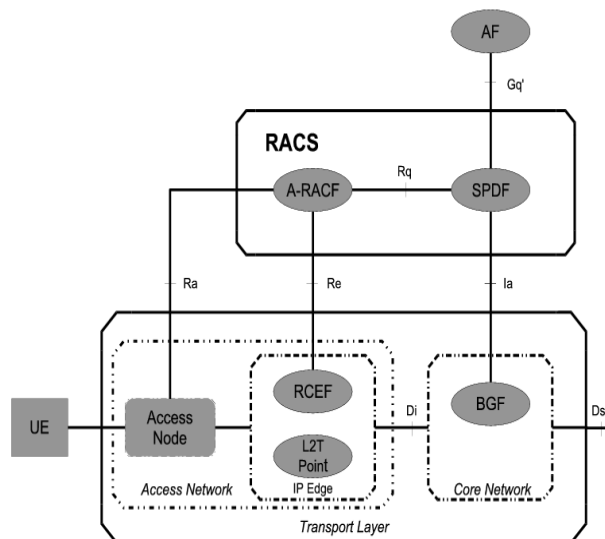 AF
Gq'
RACS
A-RACF
Rq
SPDF
Ra
Re
Ia
RCEF
BGF
UE
Access
Node
Di
Ds
L2T
Point
Access Network
IP Edge
Core Network
Transport Layer